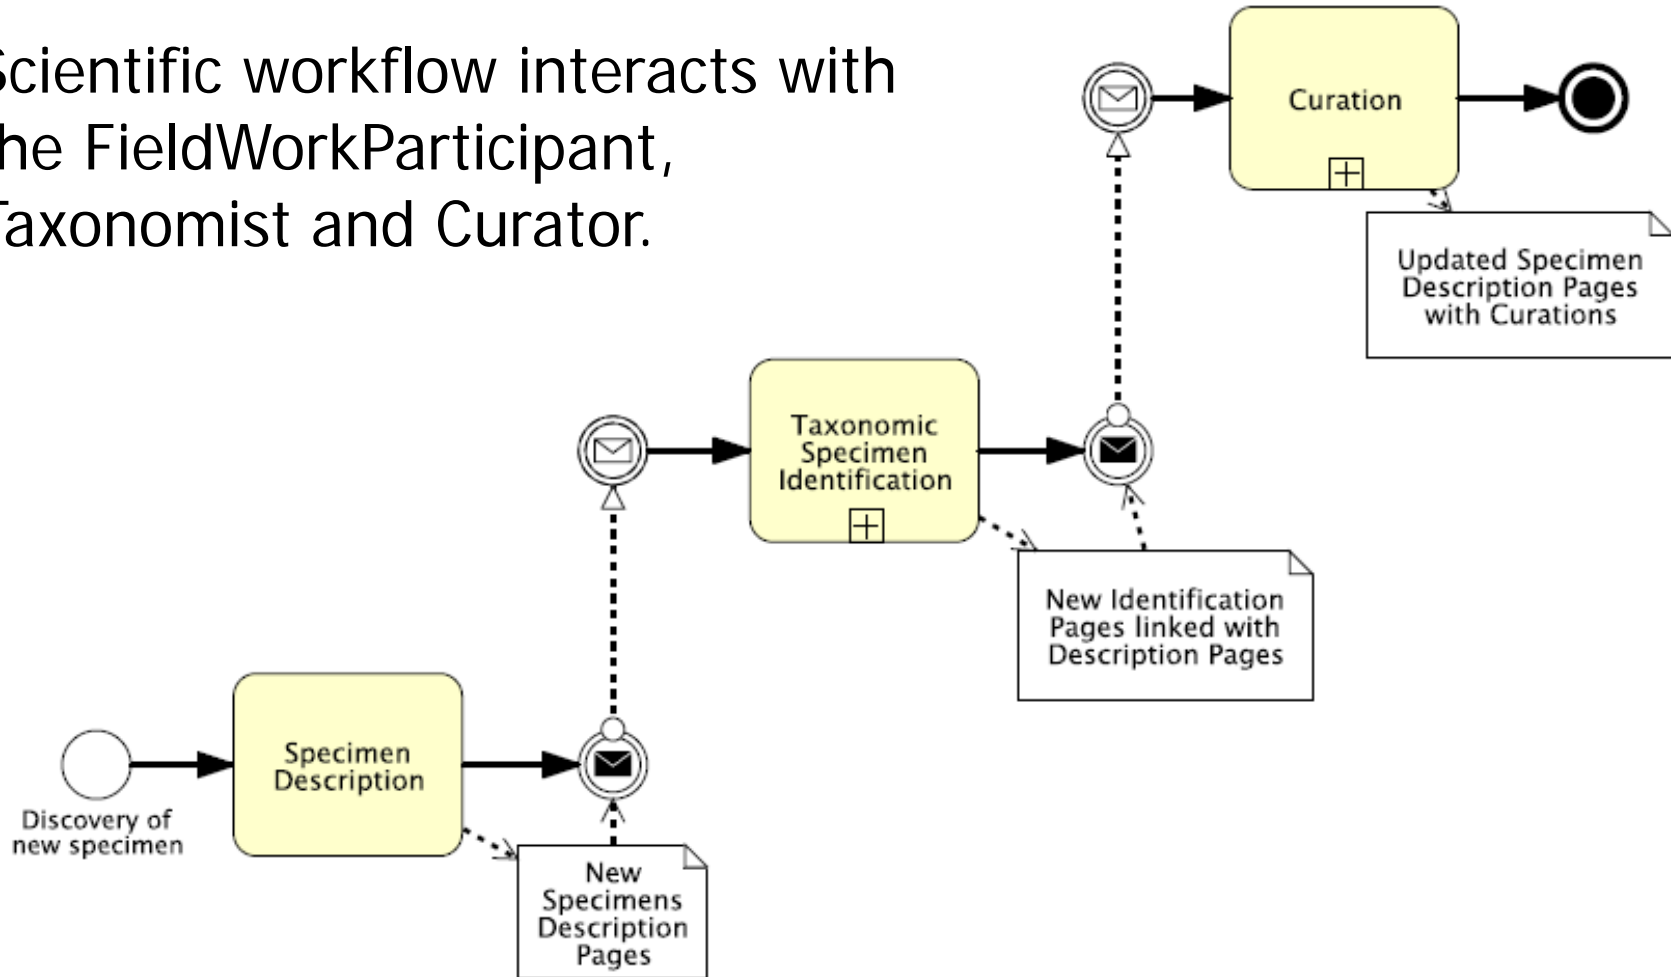 Scientific workflow interacts with
the FieldWorkParticipant,
Taxonomist and Curator.
Curation
Updated Specimen
Description Pages
with Curations
Taxonomic
Specimen
Identification
New Identification
Pages linked with
Description Pages
Specimen
Description
Discovery of
new specimen
New
Specimens
Description
Pages